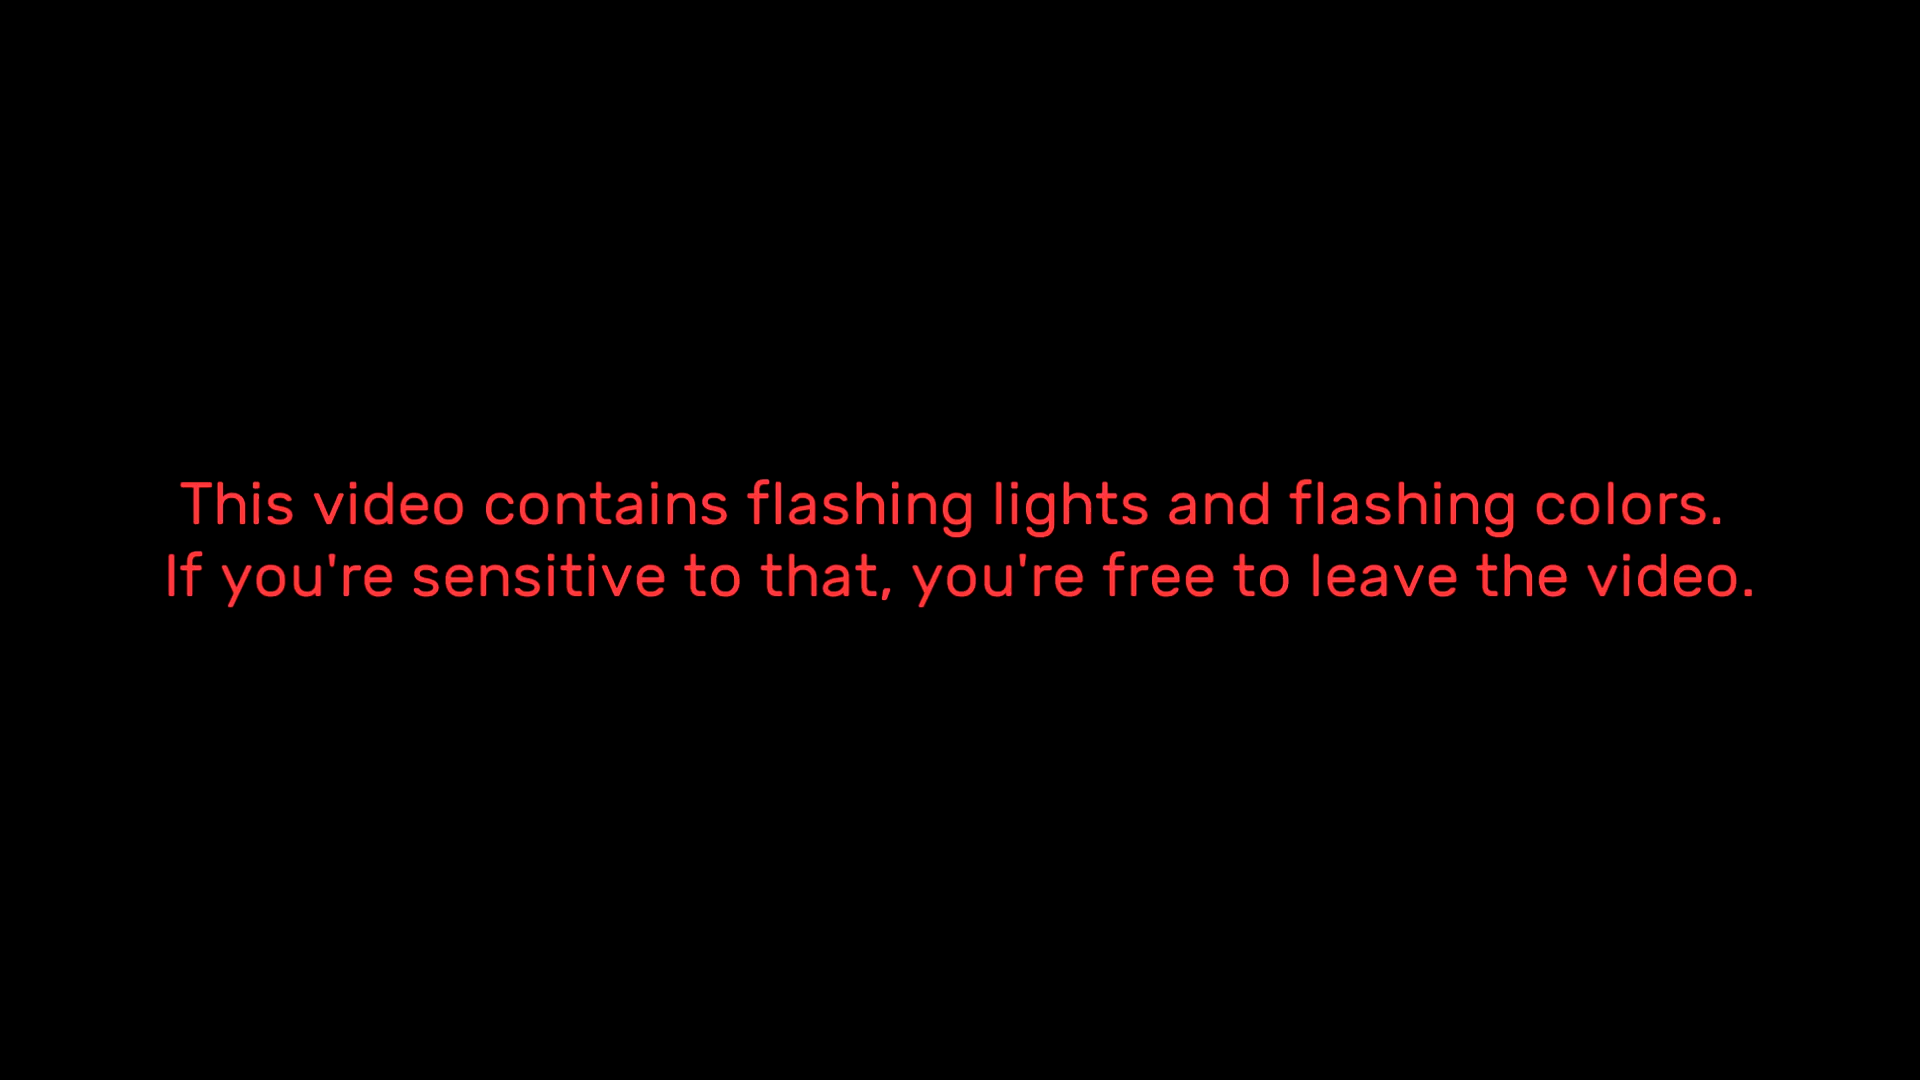 This video contains flashing lights and flashing colors.
If you're sensitive to that, you're free to leave the video.